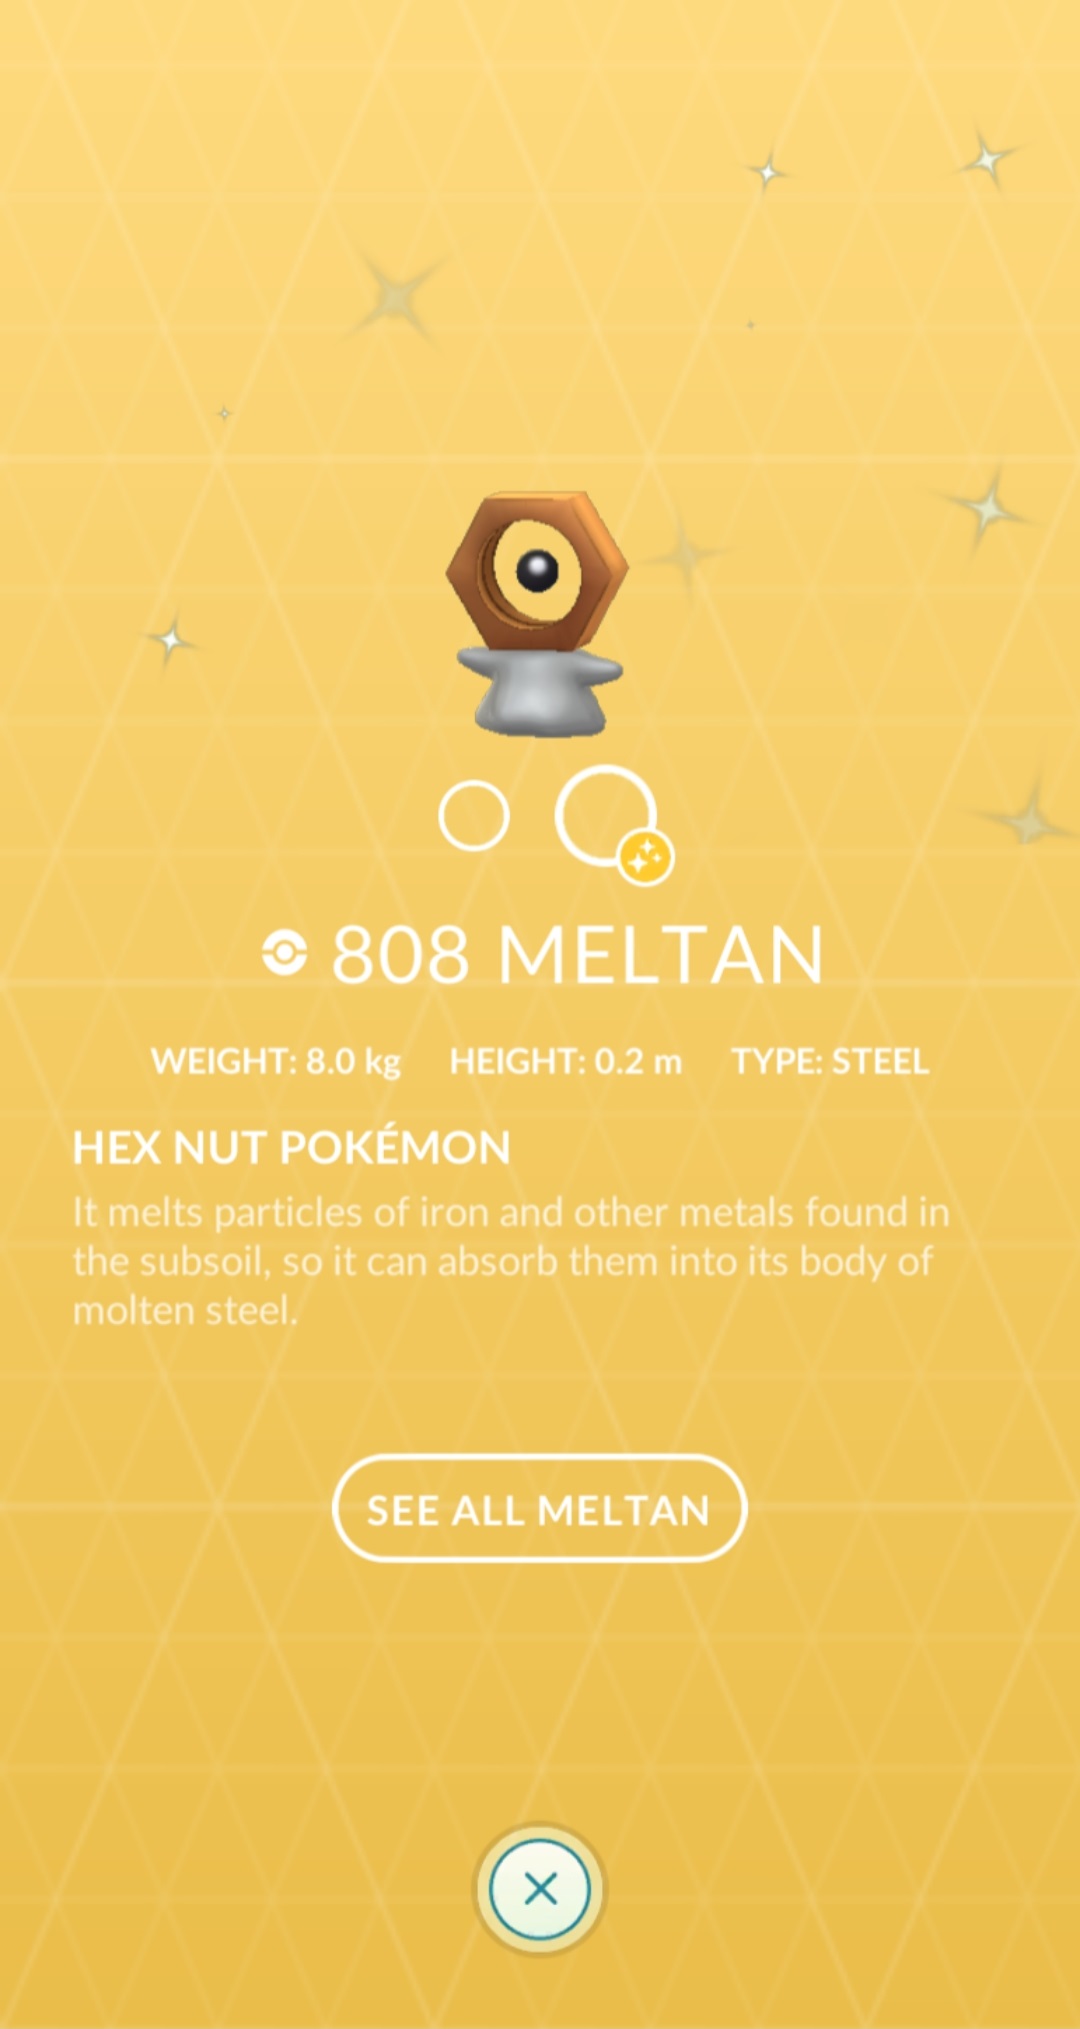 808 MELTAN
WEIGHT: 8.0 kg HEIGHT: 0.2 m TYPE: STEEL
HEX NUT POKÉMON
It melts particles of iron and other metals found in
the subsoil, so it can absorb them into its body of
molten steel.
SEE ALL MELTAN